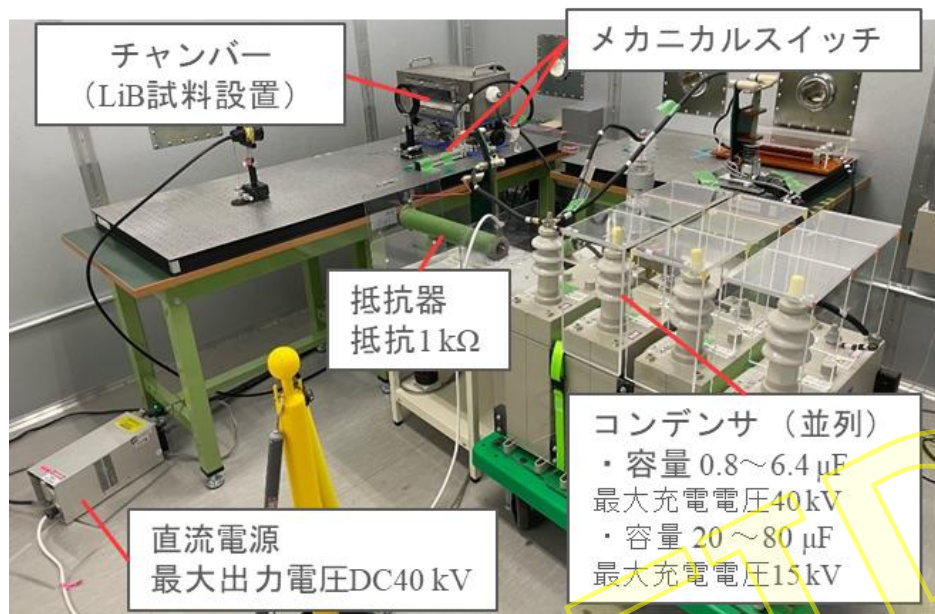 チャンバー
（LiB試料設置）
メカニカルスイッチ
抵抗器
抵抗1 kΩ
コンデンサ （並列）
・容量 0.8～6.4 μF
最大充電電圧40 kV
・容量 20 ～80 μF
最大充電電圧15 kV
直流電源
最大出力電圧DC40 kV